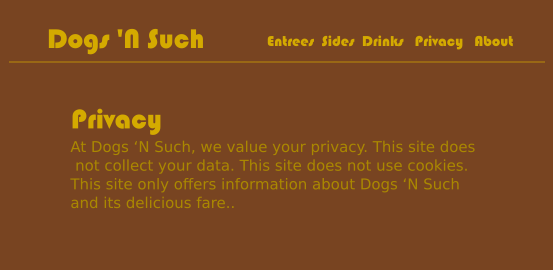 Dogs 'N Such
Entrees Sides Drinks Privacy About
Privacy
At Dogs ‘N Such, we value your privacy. This site does
not collect your data. This site does not use cookies.
This site only offers information about Dogs ‘N Such
and its delicious fare..